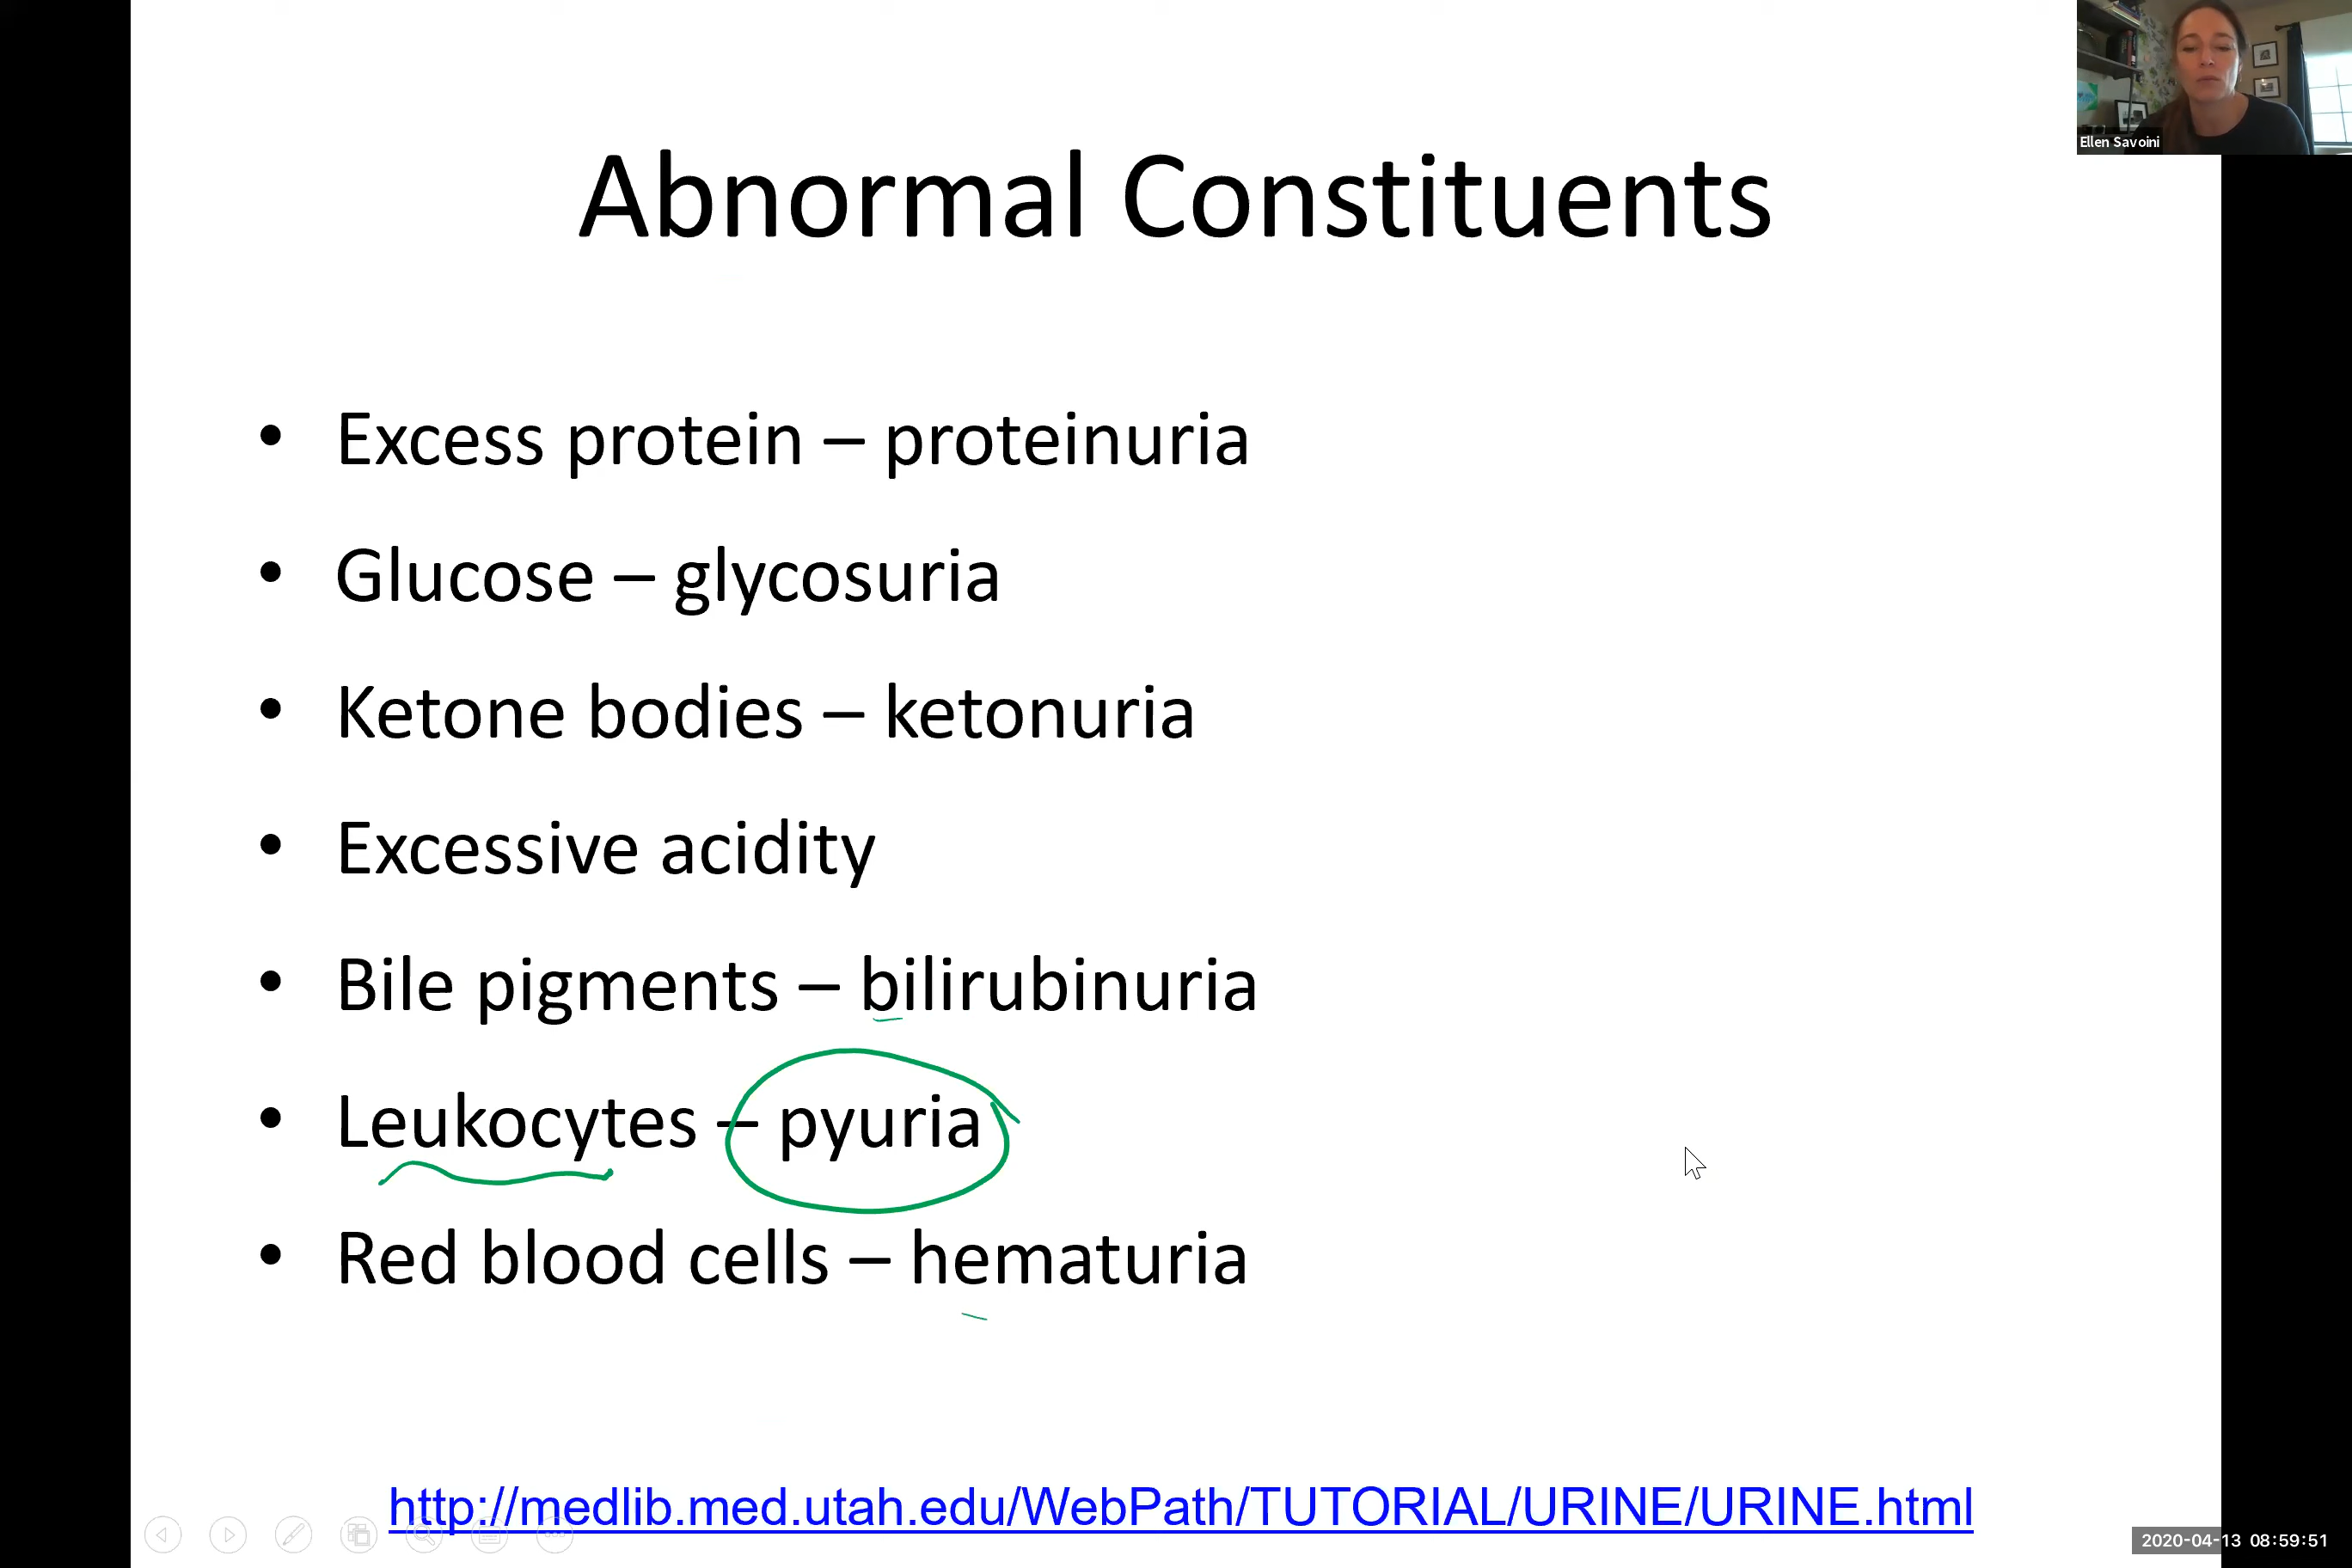 Ellen Savoini
Abnormal Constituents
• Excess protein – proteinuria
• Glucose – glycosuria
• Ketone bodies – ketonuria
• Excessive acidity
• Bile pigments – bilirubinuria
• Leukocytes – pyuria
• Red blood cells – hematuria
http://medlib.med.utah.edu/WebPath/TUTORIAL/URINE/URINE.html
2020-04-13 08:59:51